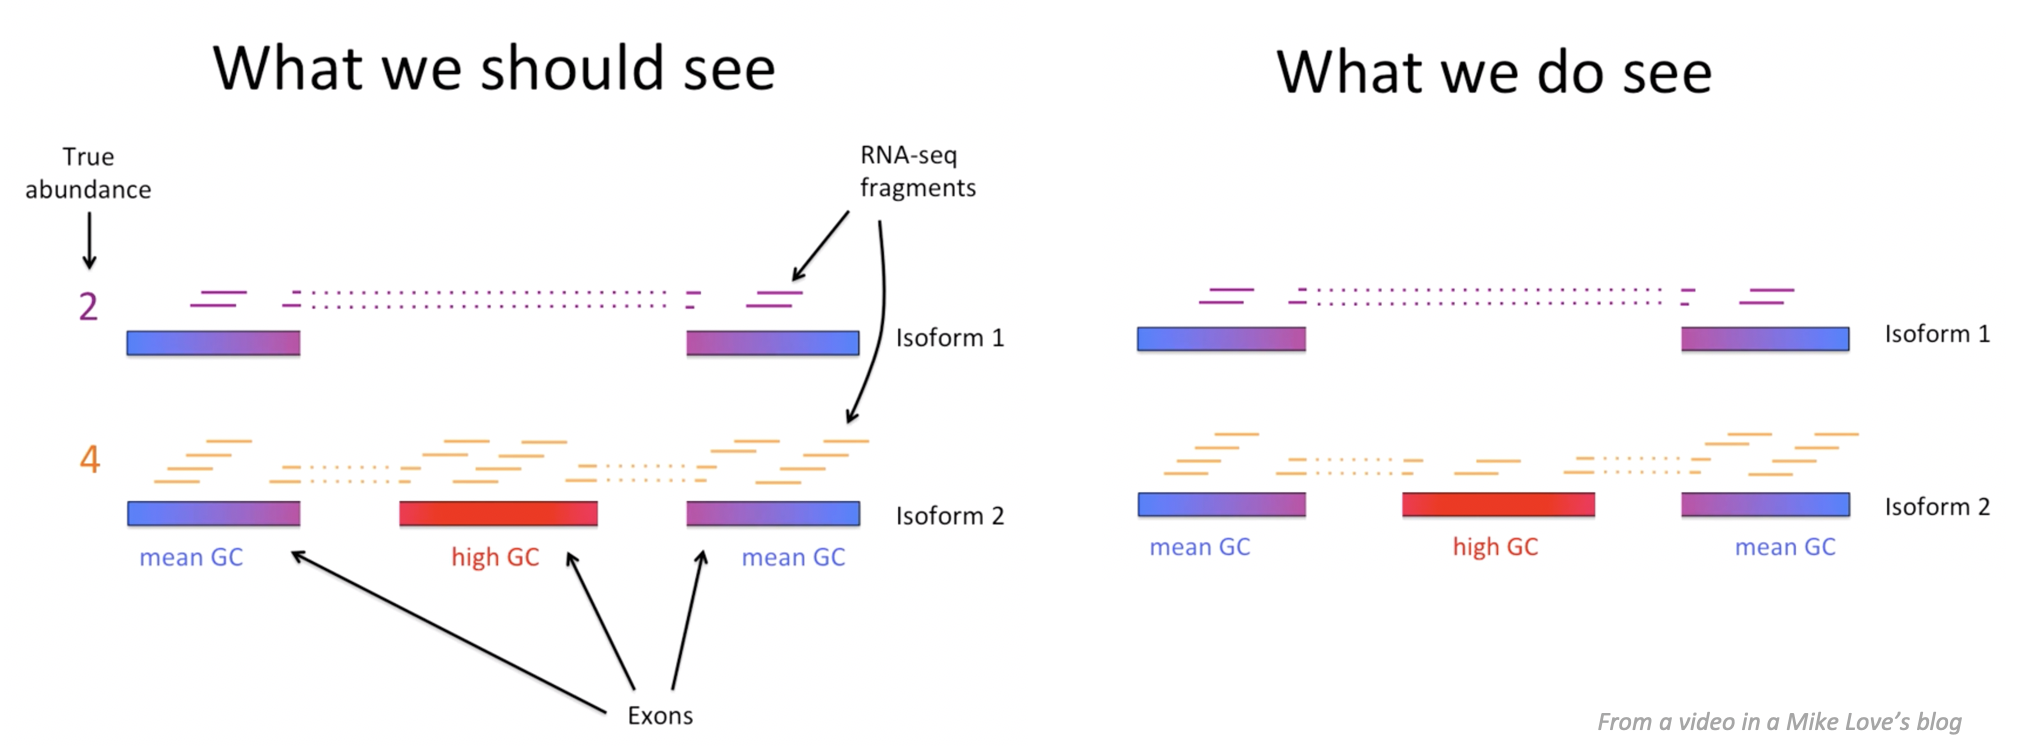 What we should see
True
abundance
RNA-seq
fragments
2
Isoform 1
4
Isoform 2
mean GC
high GC
mean GC
Exons
What we do see
Isoform 1
Isoform 2
mean GC
high GC
mean GC
From a video in a Mike Love's blog